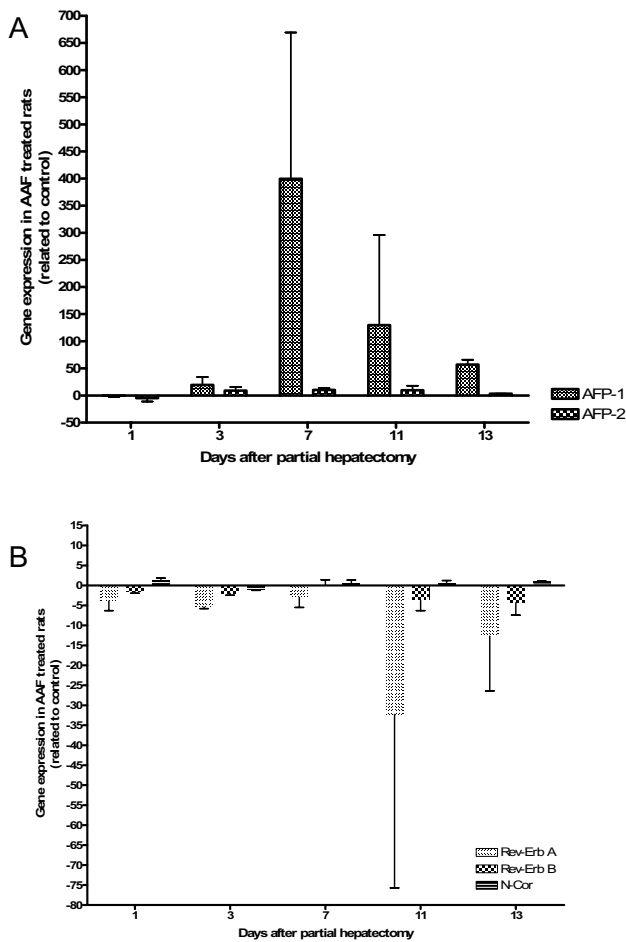 A
Gene expression in AAF treated rats
(related to control)
700
650
600
550
500
450
400
350
300
250
200
150
100
50
0
-50
1 3 7 11 13
Days after partial hepatectomy
AFP-1
AFP-2
B
Gene expression in AAF treated rats
(related to control)
15
10
5
0
-5
-10
-15
-20
-25
-30
-35
-40
-45
-50
-55
-60
-65
-70
-75
-80
1 3 7 11 13
Days after partial hepatectomy
Rev-Erb A
Rev-Erb B
N-Cor